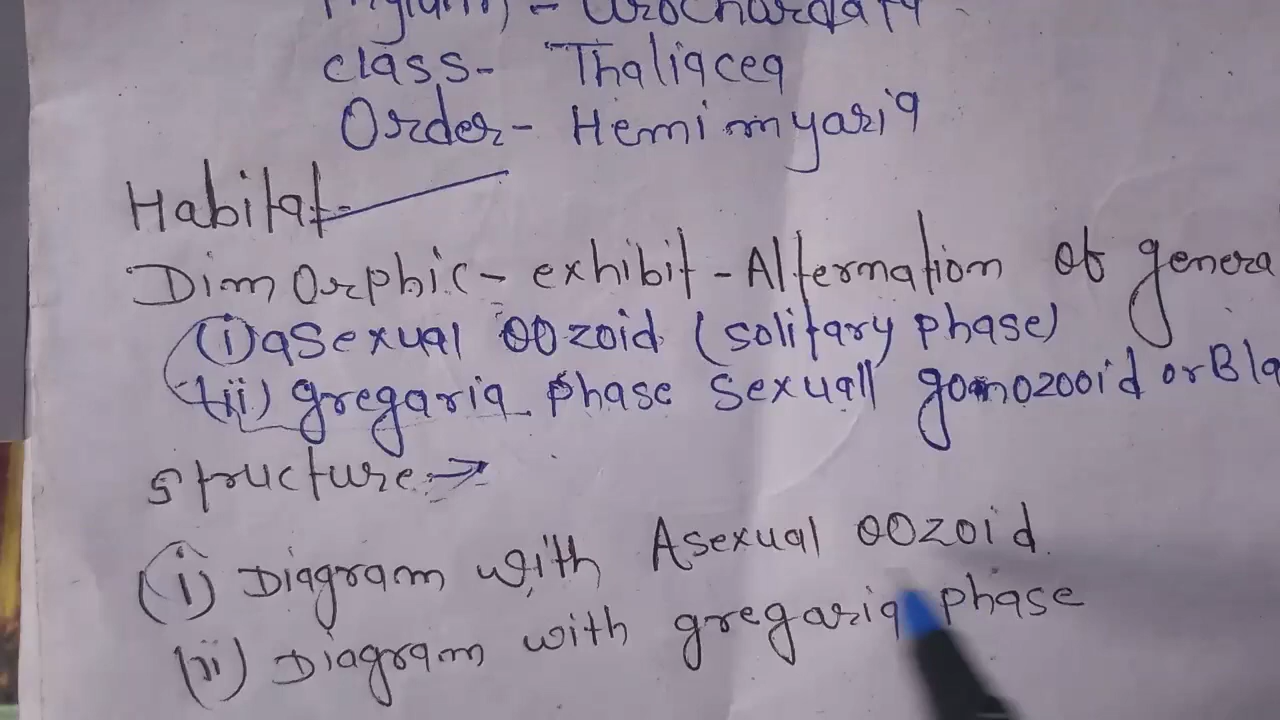 - Urochordata
class- Thaliacea
Order- Hemimyaria
Habitat-
Dimorphic- exhibit -Alternation of genera
(i) asexual oozoid (solitary phase)
(ii) gregaria phase sexuall gonozooid or Bla
structure→
(i) Diagram with Asexual oozoid
(ii) Diagram with gregaria phase